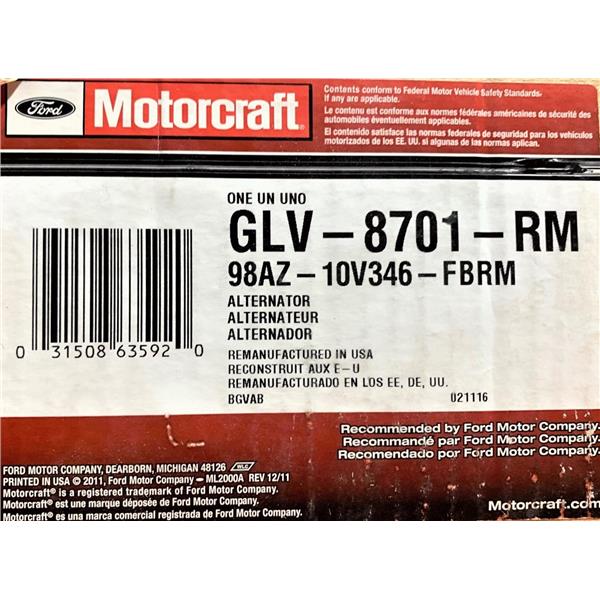 Ford
Motorcraft®
Contents conform to Federal Motor Vehicle Safety Standards.
If any are applicable.
Le contenu est conforme aux normes fédérales américaines de sécurité des
automobiles éventuellement applicables.
El contenido satisface las normas federales de seguridad para los vehículos
motorizados de los EE. UU. si algunas de las normas aplican.
ONE UN UNO
GLV-8701-RM
98AZ-10V346-FBRM
ALTERNATOR
ALTERNATEUR
ALTERNADOR
0 31508 63592 0
REMANUFACTURED IN USA
RECONSTRUIT AUX E-U
REMANUFACTURADO EN LOS EE, DE, UU.
BGVAB 021116
Recommended by Ford Motor Company.
Recommandé par Ford Motor Company.
Recomendado por Ford Motor Company.
FORD MOTOR COMPANY, DEARBORN, MICHIGAN 48126 WLC
PRINTED IN USA © 2011, Ford Motor Company - ML2000A REV 12/11
Motorcraft® is a registered trademark of Ford Motor Company.
Motorcraft® est une marque déposée de Ford Motor Company.
Motorcraft® es una marca comercial registrada de Ford Motor Company.
Motorcraft.com